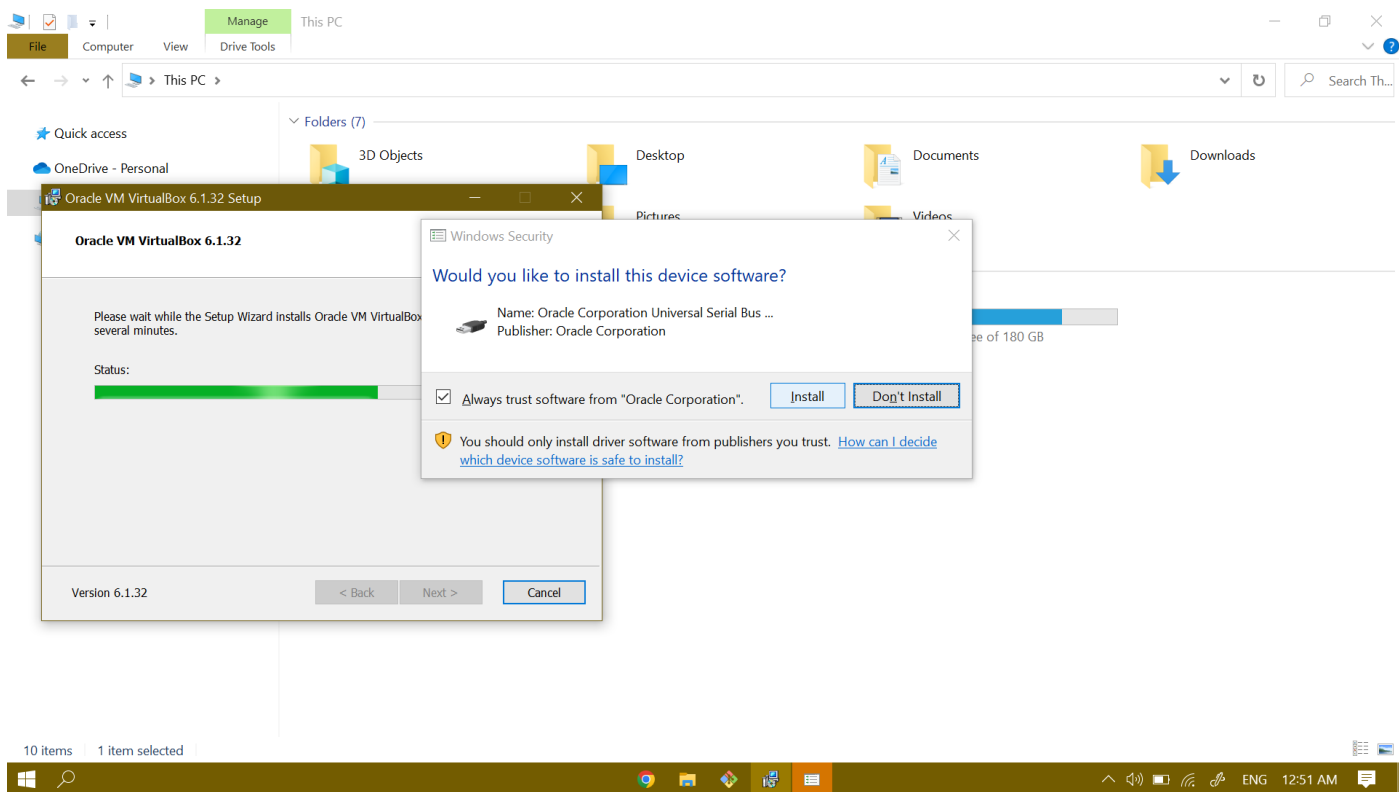 Manage
This PC
File
Computer
View
Drive Tools
This PC
Search Th...
Quick access
OneDrive - Personal
Folders (7)
3D Objects
Desktop
Documents
Downloads
Pictures
Videos
ee of 180 GB
Oracle VM VirtualBox 6.1.32 Setup
Oracle VM VirtualBox 6.1.32
Please wait while the Setup Wizard installs Oracle VM VirtualBox
several minutes.
Status:
Version 6.1.32
< Back
Next >
Cancel
Windows Security
Would you like to install this device software?
Name: Oracle Corporation Universal Serial Bus ...
Publisher: Oracle Corporation
Always trust software from "Oracle Corporation".
Install
Don't Install
You should only install driver software from publishers you trust. How can I decide
which device software is safe to install?
10 items
1 item selected
ENG
12:51 AM